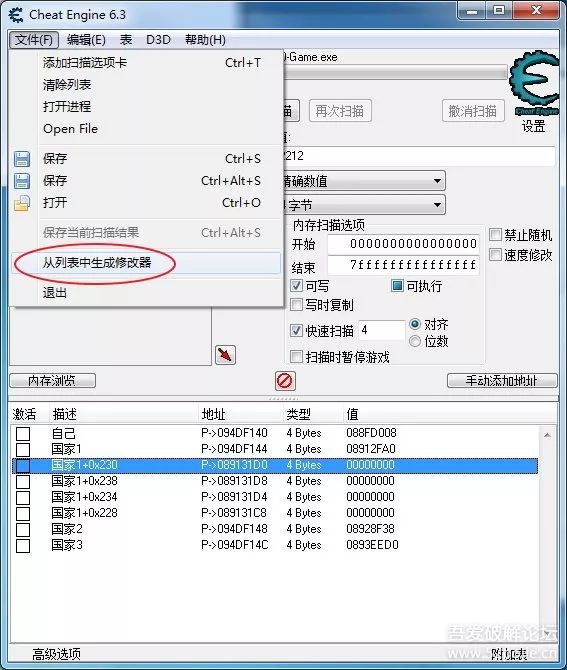 Cheat Engine 6.3
文件(F) 编辑(E) 表 D3D 帮助(H)
0-Game.exe
添加扫描选项卡 Ctrl+T
清除列表
打开进程
Open File
保存 Ctrl+S
保存 Ctrl+Alt+S
打开 Ctrl+O
保存当前扫描结果 Ctrl+Alt+S
从列表中生成修改器
退出
描 再次扫描 撤消扫描
Cheat Engine
设置
值:
2212
精确数值
4字节
内存扫描选项
开始 0000000000000000
结束 7fffffffffffffff
可写 可执行
写时复制
快速扫描 4 对齐
位数
扫描时暂停游戏
禁止随机
速度修改
内存浏览 手动添加地址
激活 描述 地址 类型 值
自己 P->094DF140 4 Bytes 088FD008
国家1 P->094DF144 4 Bytes 08912FA0
国家1+0x230 P->089131D0 4 Bytes 00000000
国家1+0x238 P->089131D8 4 Bytes 00000000
国家1+0x234 P->089131D4 4 Bytes 00000000
国家1+0x228 P->089131C8 4 Bytes 00000000
国家2 P->094DF148 4 Bytes 08928F38
国家3 P->094DF14C 4 Bytes 0893EED0
高级选项 附加表
吾爱破解论坛